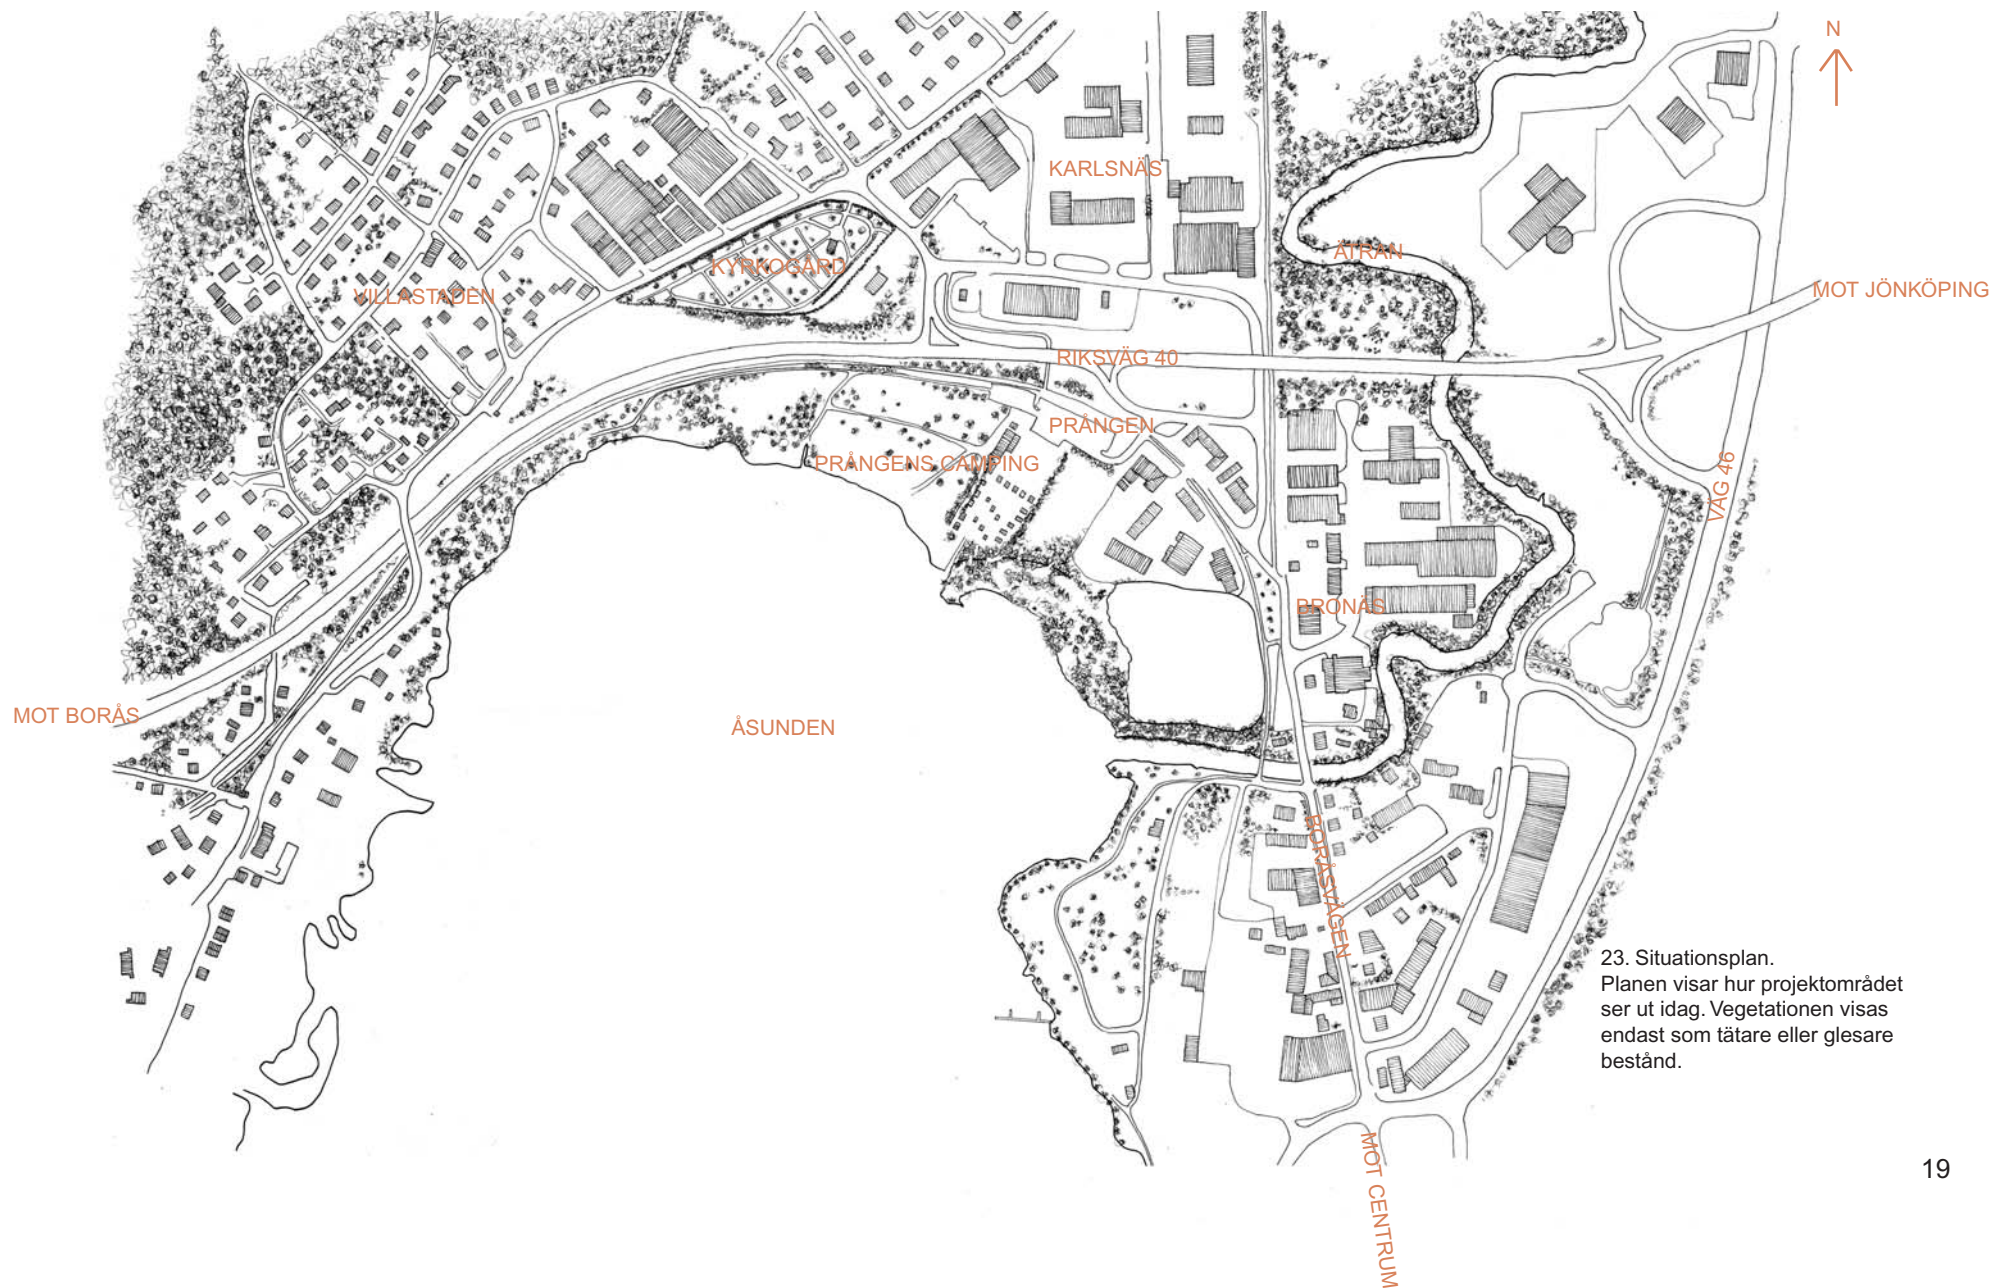 N
KARLSNÄS
ÄTRAN
KYRKOGÅRD
VILLASTADEN
MOT JÖNKÖPING
RIKSVÄG 40
PRÅNGEN
PRÅNGENS CAMPING
VÄG 46
BRONÄS
MOT BORÅS
ÅSUNDEN
BORÅSVÄGEN
23. Situationsplan.
Planen visar hur projektområdet
ser ut idag. Vegetationen visas
endast som tätare eller glesare
bestånd.
MOT CENTRUM
19